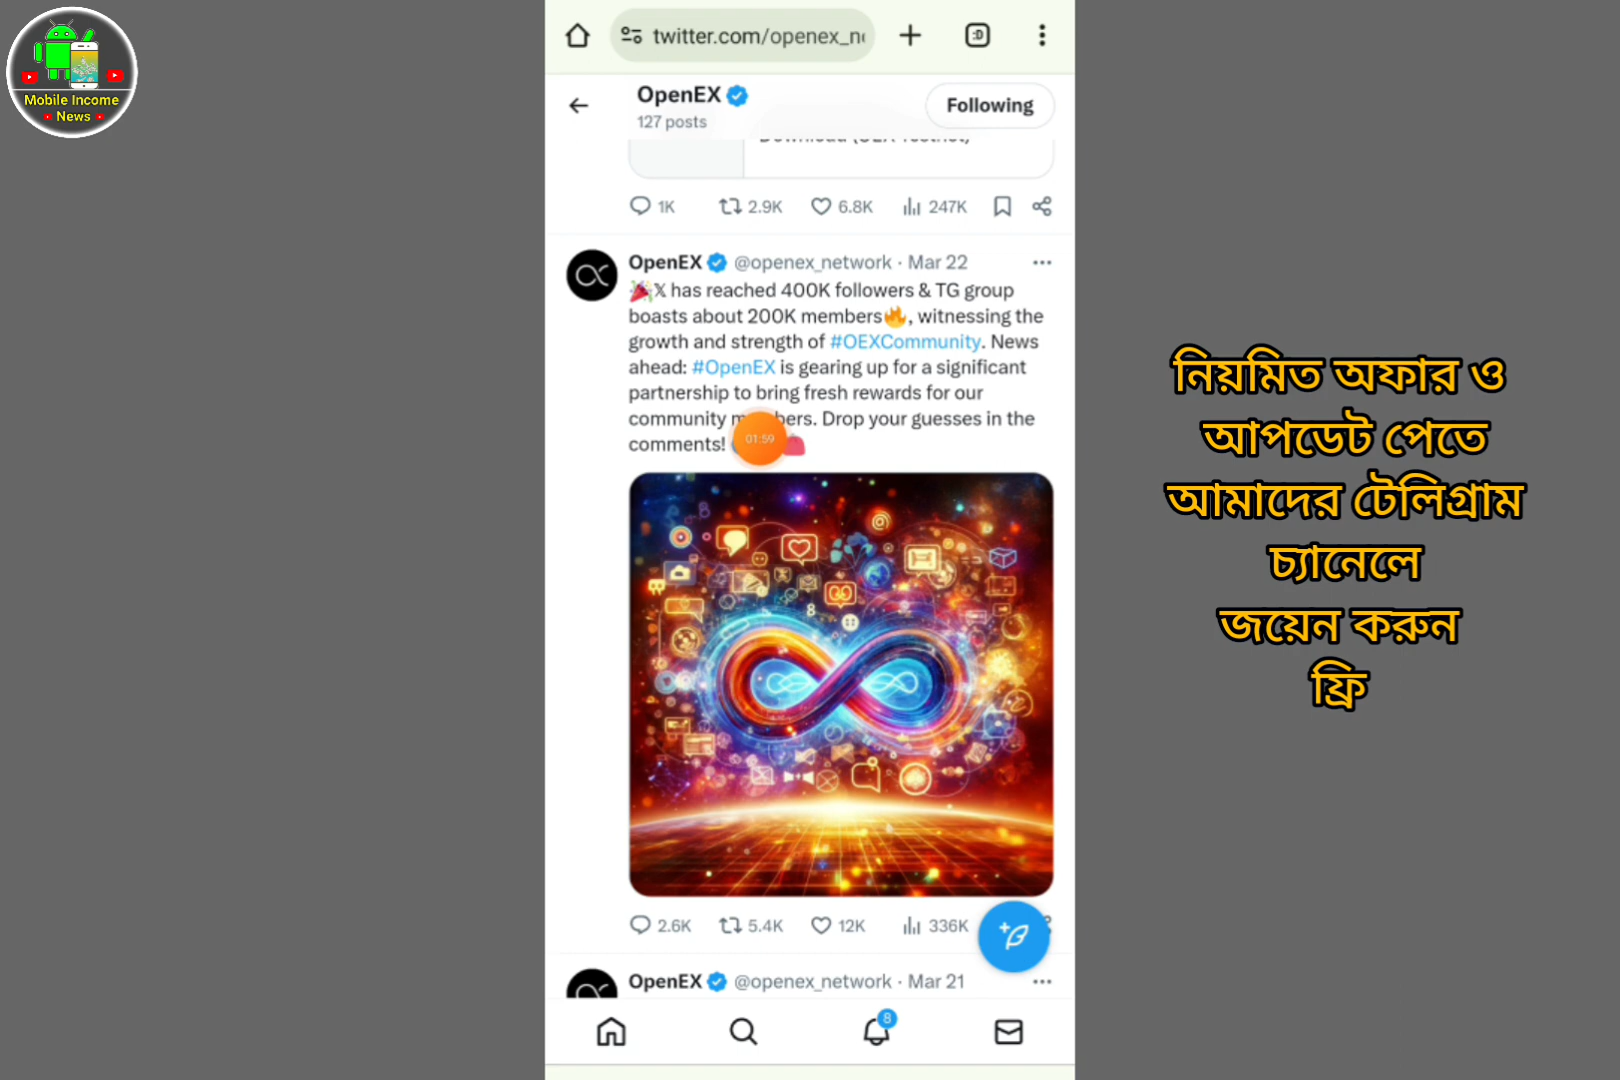 Mobile Income
News
twitter.com/openex_n
:D
OpenEX
127 posts
Following
1K 2.9K 6.8K 247K
OpenEX @openex_network · Mar 22
🎉X has reached 400K followers & TG group
boasts about 200K members🔥, witnessing the
growth and strength of #OEXCommunity. News
ahead: #OpenEX is gearing up for a significant
partnership to bring fresh rewards for our
community members. Drop your guesses in the
comments!
01:59
2.6K 5.4K 12K 336K
OpenEX @openex_network · Mar 21
8
নিয়মিত অফার ও
আপডেট পেতে
আমাদের টেলিগ্রাম
চ্যানেলে
জয়েন করুন
ফ্রি